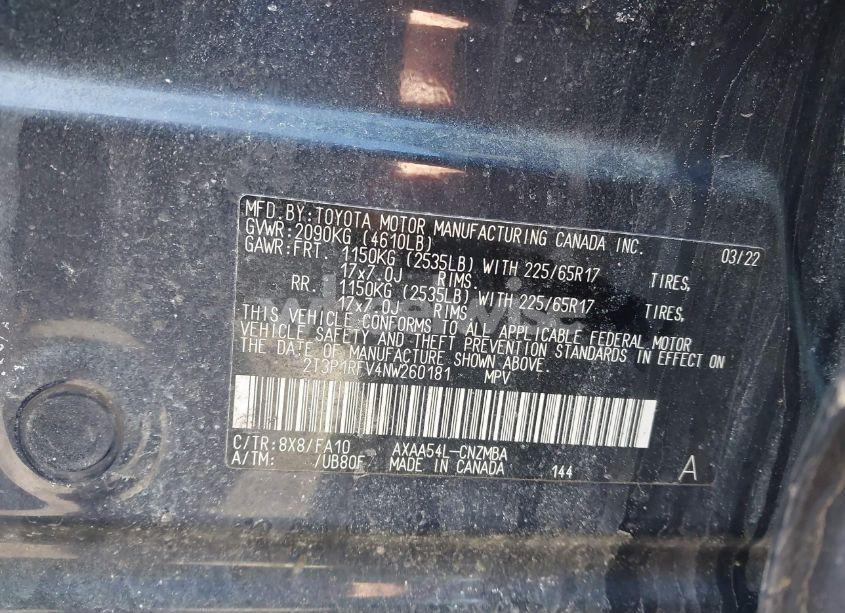 MFD.BY:TOYOTA MOTOR MANUFACTURING CANADA INC. 03/22
GVWR:2090KG (4610LB)
GAWR:FRT. 1150KG (2535LB) WITH 225/65R17 TIRES,
17x7.0J RIMS.
RR. 1150KG (2535LB) WITH 225/65R17 TIRES,
17x7.0J RIMS.
THIS VEHICLE CONFORMS TO ALL APPLICABLE FEDERAL MOTOR
VEHICLE SAFETY AND THEFT PREVENTION STANDARDS IN EFFECT ON
THE DATE OF MANUFACTURE SHOWN ABOVE.
2T3P1RFV4NW260181 MPV
C/TR:8X8/FA10 AXAA54L-CNZMBA
A/TM: /UB80F MADE IN CANADA 144 A